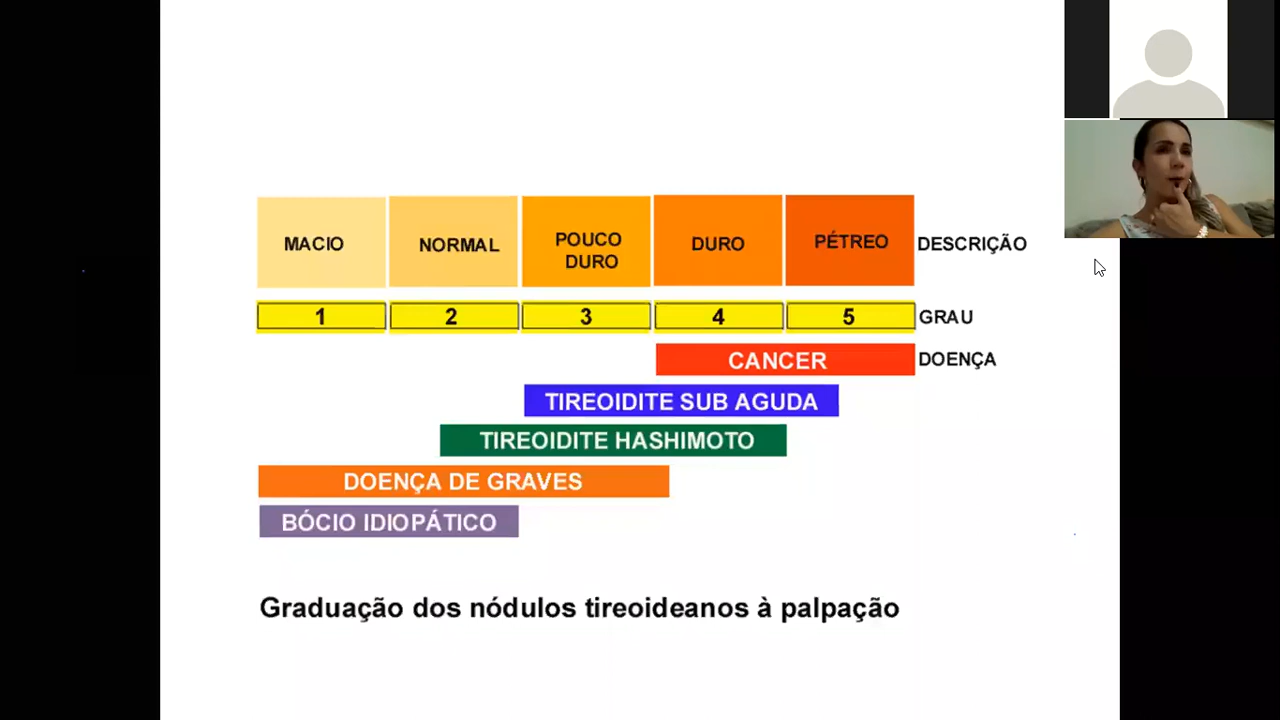 MACIO NORMAL POUCO DURO DURO PÉTREO DESCRIÇÃO
1 2 3 4 5 GRAU
CANCER DOENÇA
TIREOIDITE SUB AGUDA
TIREOIDITE HASHIMOTO
DOENÇA DE GRAVES
BÓCIO IDIOPÁTICO
Graduação dos nódulos tireoideanos à palpação